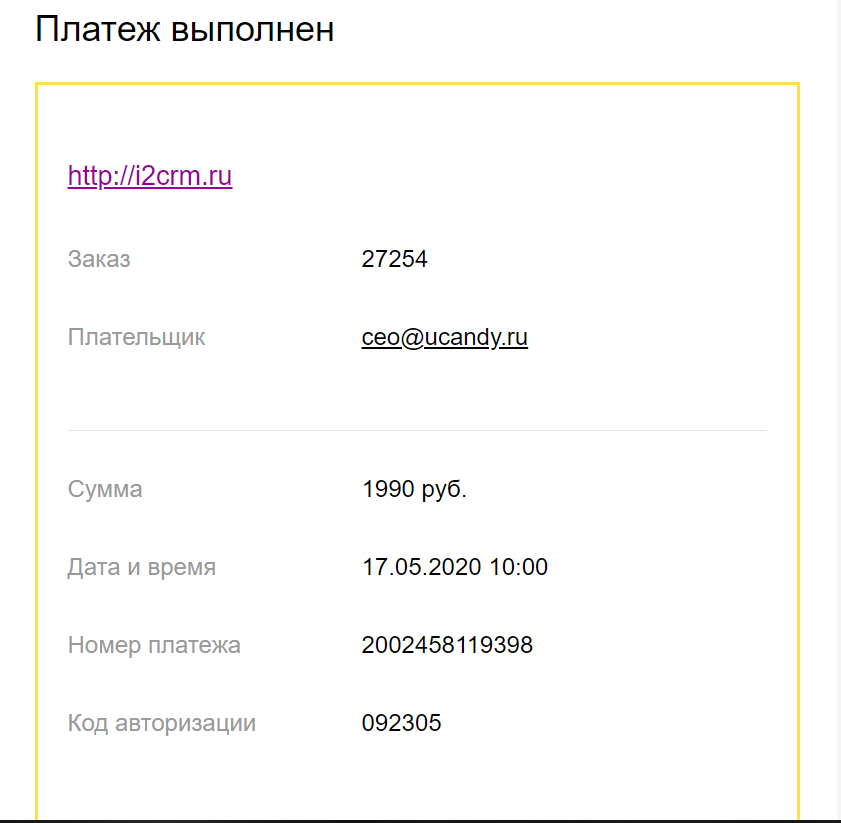 Платеж выполнен
http://i2crm.ru
Заказ 27254
Плательщик ceo@ucandy.ru
Сумма 1990 руб.
Дата и время 17.05.2020 10:00
Номер платежа 2002458119398
Код авторизации 092305